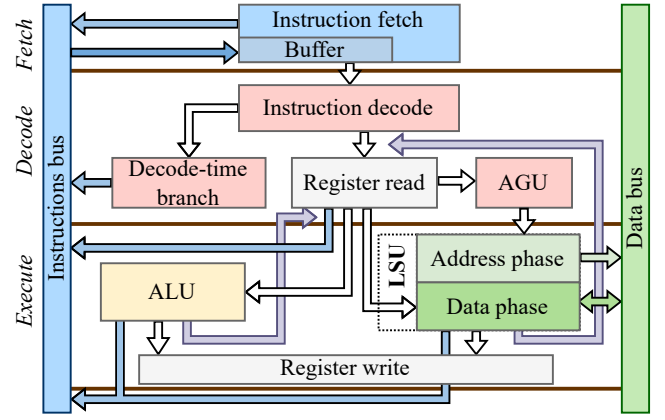 Fetch
Instruction fetch
Buffer
Decode
Instruction decode
Decode-time
branch
Register read
AGU
Instructions bus
Data bus
Execute
LSU
Address phase
ALU
Data phase
Register write